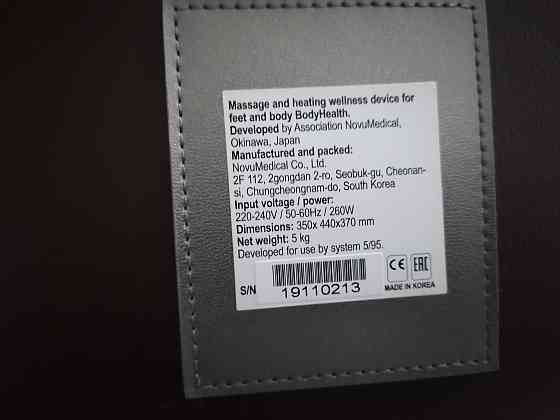 Massage and heating wellness device for
feet and body BodyHealth.
Developed by Association NovuMedical,
Okinawa, Japan
Manufactured and packed:
NovuMedical Co., Ltd.
2F 112, 2gongdan 2-ro, Seobuk-gu, Cheonan-
si, Chungcheongnam-do, South Korea
Input voltage / power:
220-240V / 50-60Hz / 260W
Dimensions: 350x 440x370 mm
Net weight: 5 kg
Developed for use by system 5/95.
S/N 19110213
CE EAC
MADE IN KOREA